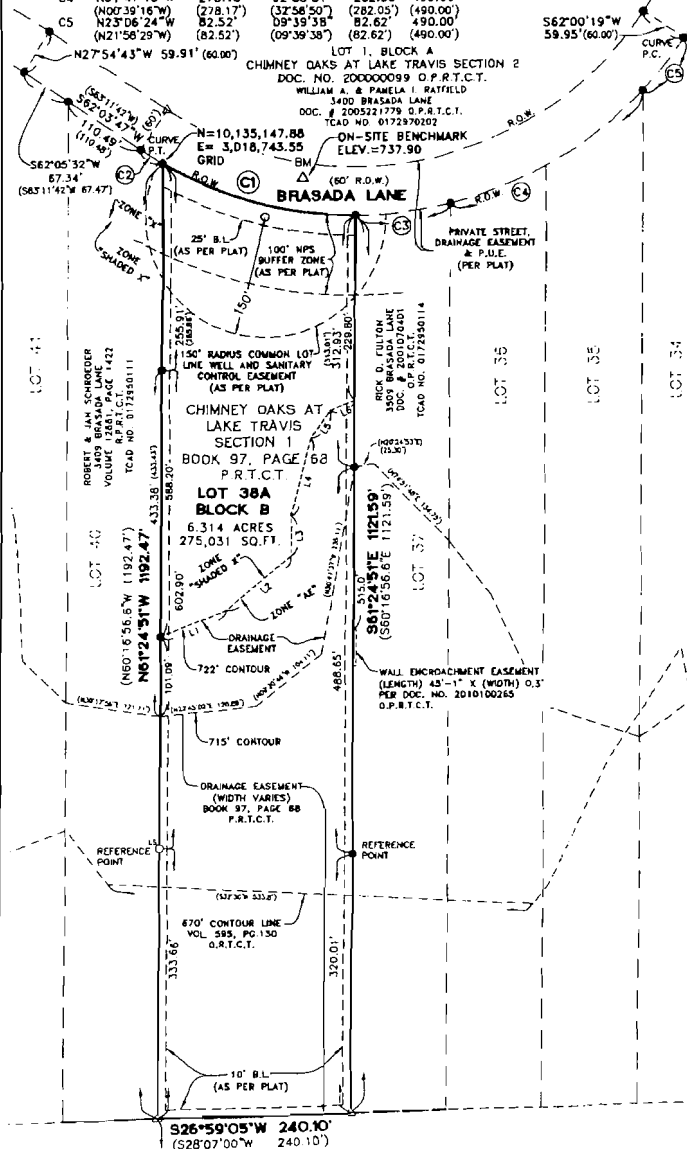 (N00°39'16"W (278.17') (32°58'50") (282.05') (490.00')
C5 N23°06'24"W 82.52' 09°39'38" 82.62' 490.00'
(N21°58'29"W (82.52') (09°39'38") (82.62') (490.00')
N27°54'43"W 59.91' (60.00')
S62°00'19"W
59.95'(60.00')
CURVE
P.C.
C5
LOT 1, BLOCK A
CHIMNEY OAKS AT LAKE TRAVIS SECTION 2
DOC. NO. 200000099 O.P.R.T.C.T.
WILLIAM A. & PAMELA I. RATFIELD
3400 BRASADA LANE
DOC. # 2005221779 O.P.R.T.C.T.
TCAD NO. 0172970202
(S63°11'42"W
S62°03'47"W
110.49'
(110.48')
(60')
R.O.W.
CURVE
P.T.
C2
S62°05'32"W
67.34'
(S63°11'42"W 67.47')
N=10,135,147.88
E= 3,018,743.55
GRID
ON-SITE BENCHMARK
ELEV.=737.90
BM
R.O.W.
C1
(60' R.O.W.)
BRASADA LANE
C3
R.O.W.
C4
PRIVATE STREET,
DRAINAGE EASEMENT
& P.U.E.
(PER PLAT)
ZONE "X"
ZONE
"SHADED X"
25' B.L.
(AS PER PLAT)
100' NPS
BUFFER ZONE
(AS PER PLAT)
150'
150' RADIUS COMMON LOT
LINE WELL AND SANITARY
CONTROL EASEMENT
(AS PER PLAT)
255.91'
312.93'
229.80'
LOT 41
ROBERT & JAN SCHROEDER
3409 BRASADA LANE
VOLUME 12881, PAGE 1422
R.P.R.T.C.T.
TCAD NO. 0172950111
LOT 40
RICK D. FULTON
3509 BRASADA LANE
DOC. # 2001070401
O.P.R.T.C.T.
TCAD NO. 0172950114
LOT 37
LOT 36
LOT 35
LOT 34
CHIMNEY OAKS AT
LAKE TRAVIS
SECTION 1
BOOK 97, PAGE 68
P.R.T.C.T.
LOT 38A
BLOCK B
6.314 ACRES
275,031 SQ.FT.
433.38' (433.43')
588.20'
602.90'
(N60°16'56.6"W 1192.47')
N61°24'51"W 1192.47'
S61°24'51"E 1121.59'
(S60°16'56.6"E 1121.59')
515.0'
L6
L5
L4
L3
L2
L1
ZONE
"SHADED X"
ZONE "AE"
DRAINAGE
EASEMENT
722' CONTOUR
101.09'
488.65'
WALL ENCROACHMENT EASEMENT
(LENGTH) 45'-1" X (WIDTH) 0.3'
PER DOC. NO. 2010100265
O.P.R.T.C.T.
715' CONTOUR
DRAINAGE EASEMENT
(WIDTH VARIES)
BOOK 97, PAGE 68
P.R.T.C.T.
REFERENCE
POINT
LS
REFERENCE
POINT
670' CONTOUR LINE
VOL. 595, PG.130
D.R.T.C.T.
333.66'
320.01'
10' B.L.
(AS PER PLAT)
S26°59'05"W 240.10'
(S28°07'00"W 240.10')